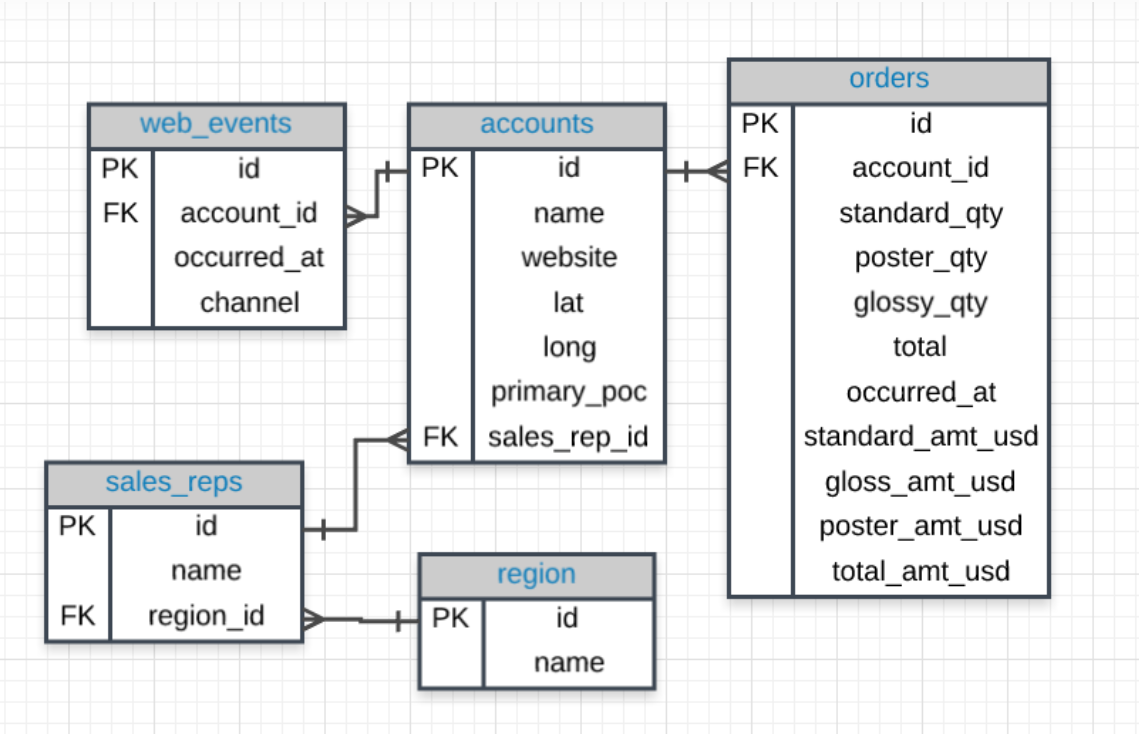 web_events
PK id
FK account_id
occurred_at
channel
accounts
PK id
name
website
lat
long
primary_poc
FK sales_rep_id
orders
PK id
FK account_id
standard_qty
poster_qty
glossy_qty
total
occurred_at
standard_amt_usd
gloss_amt_usd
poster_amt_usd
total_amt_usd
sales_reps
PK id
name
FK region_id
region
PK id
name